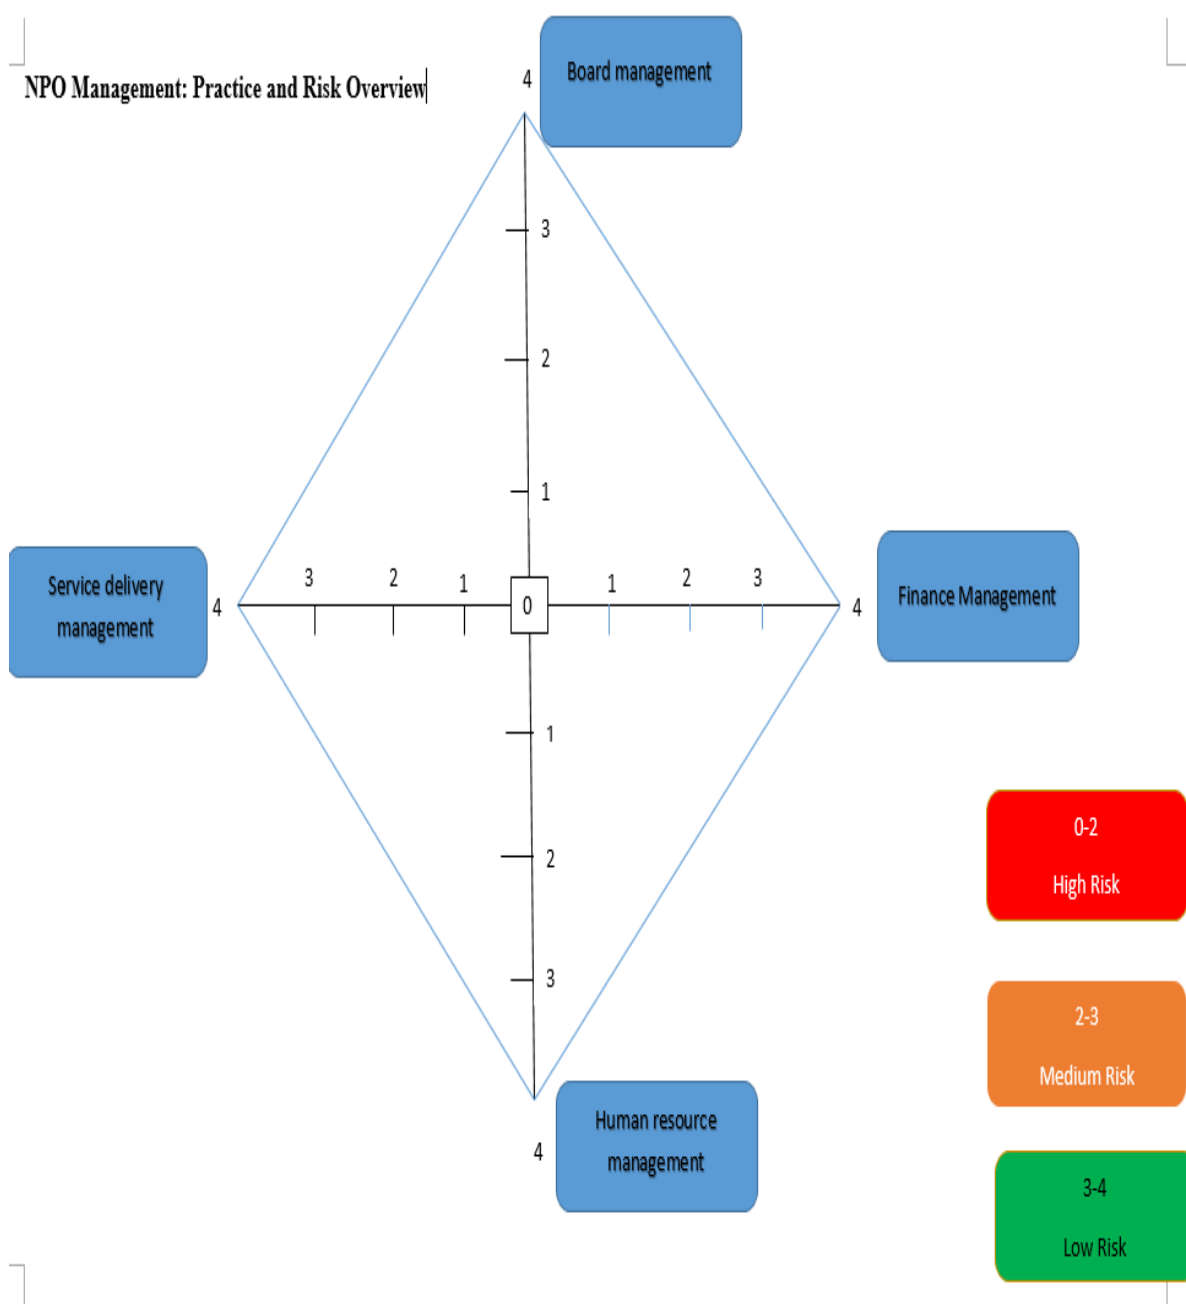 NPO Management: Practice and Risk Overview
4
Board management
3
2
1
Service delivery
management
4
3
2
1
0
1
2
3
4
Finance Management
1
2
3
4
Human resource
management
0-2
High Risk
2-3
Medium Risk
3-4
Low Risk